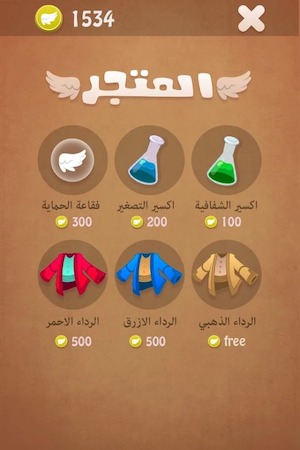 1534
المتجر
اكسير الشفافية
اكسير التصغير
فقاعة الحماية
100
200
300
الرداء الذهبي
الرداء الازرق
الرداء الاحمر
free
500
500